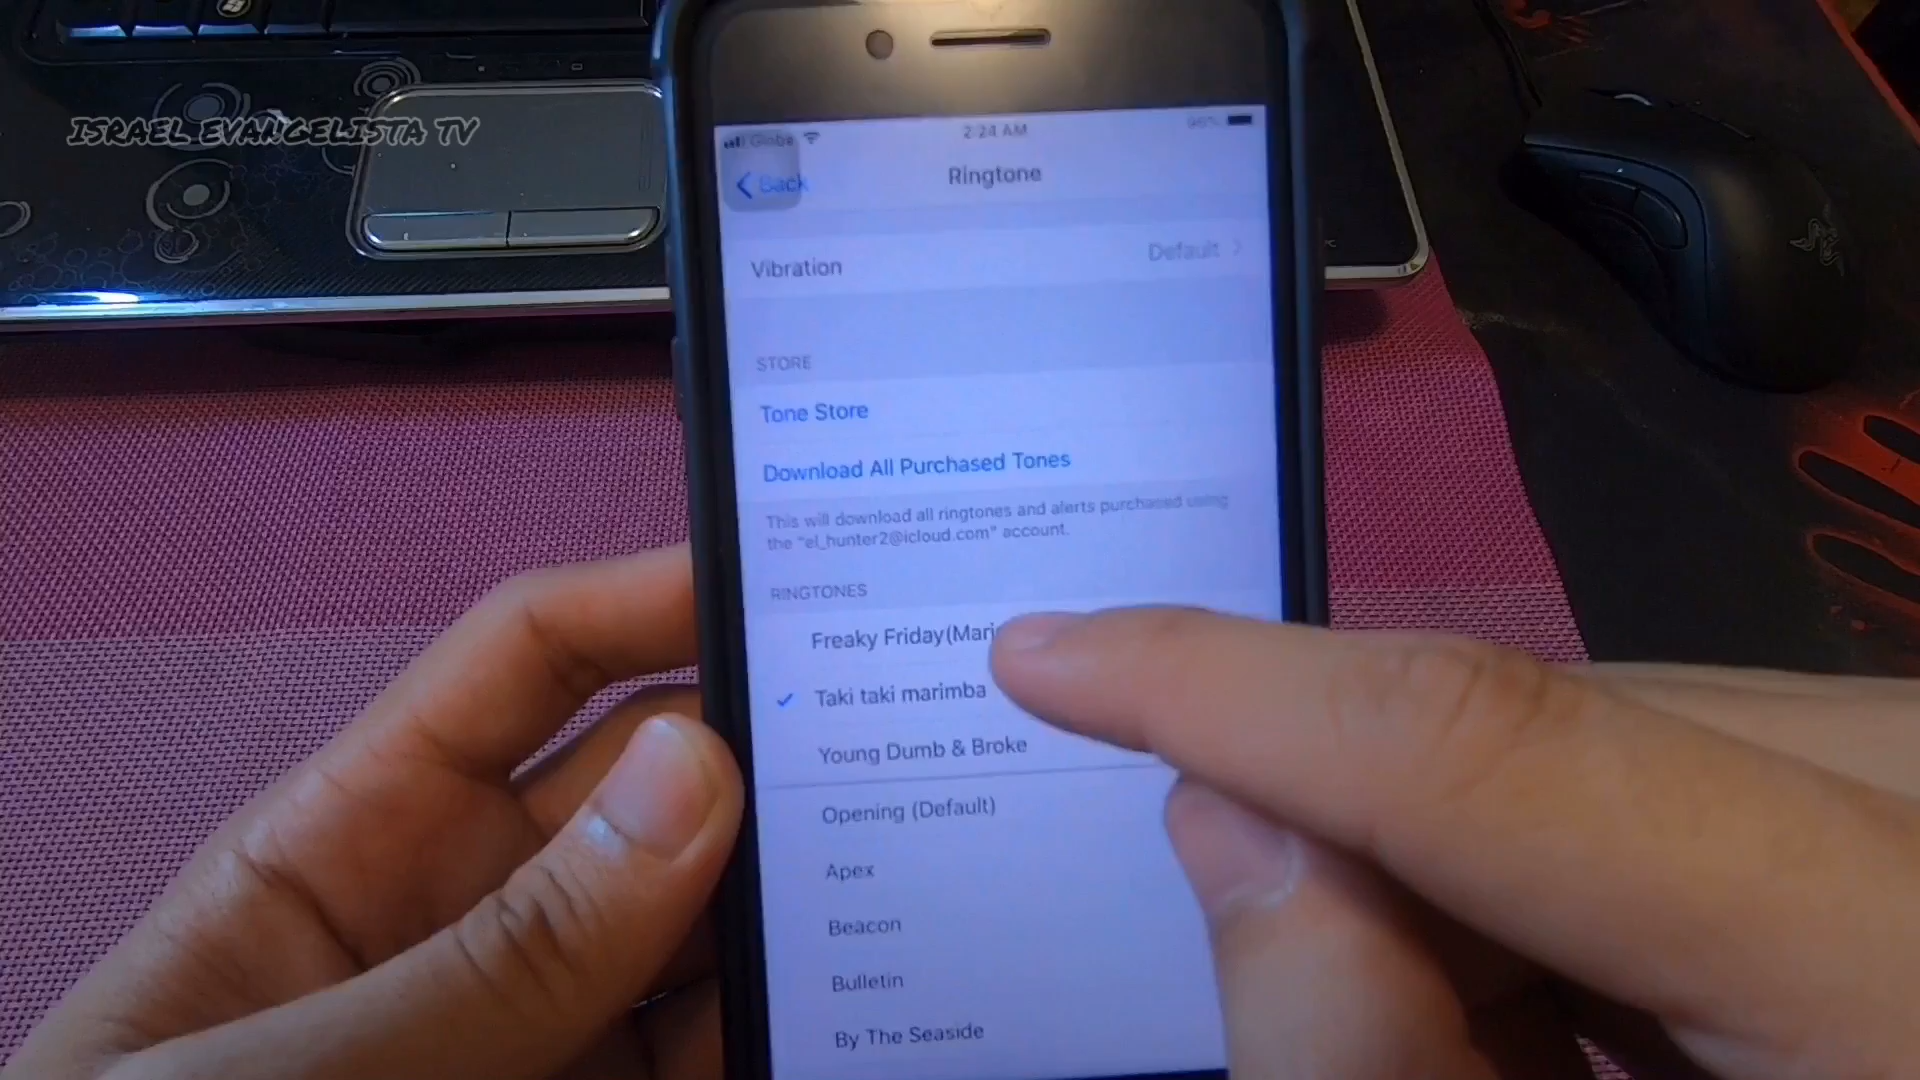 ISRAEL EVANGELISTA TV
Globe 2:24 AM 96%
Back Ringtone
Vibration Default
STORE
Tone Store
Download All Purchased Tones
This will download all ringtones and alerts purchased using
the "el_hunter2@icloud.com" account.
RINGTONES
Freaky Friday(Mari
Taki taki marimba
Young Dumb & Broke
Opening (Default)
Apex
Beacon
Bulletin
By The Seaside